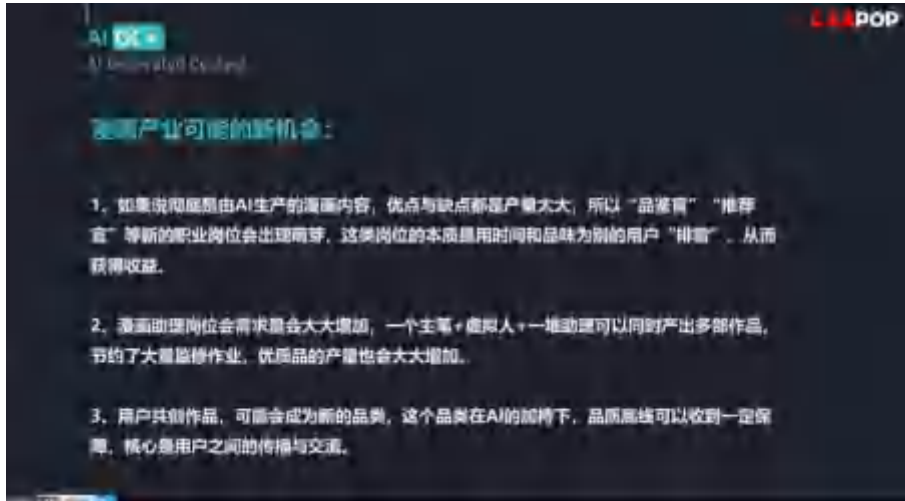 POP
AI GC+
AI Generated Content
漫画产业可能的新机会：
1、如果说彻底是由AI生产的漫画内容，优点与缺点都是产量太大，所以“品鉴官”“推荐
官”等新的职业岗位会出现萌芽，这类岗位的本质是用时间和品味为别的用户“排雷”，从而
获得收益。
2、漫画助理岗位会需求量会大大增加，一个主笔+虚拟人+一堆助理可以同时产出多部作品，
节约了大量监修作业，优质品的产量也会大大增加。
3、用户共创作品，可能会成为新的品类，这个品类在AI的加持下，品质底线可以收到一定保
障，核心是用户之间的传播与交流。